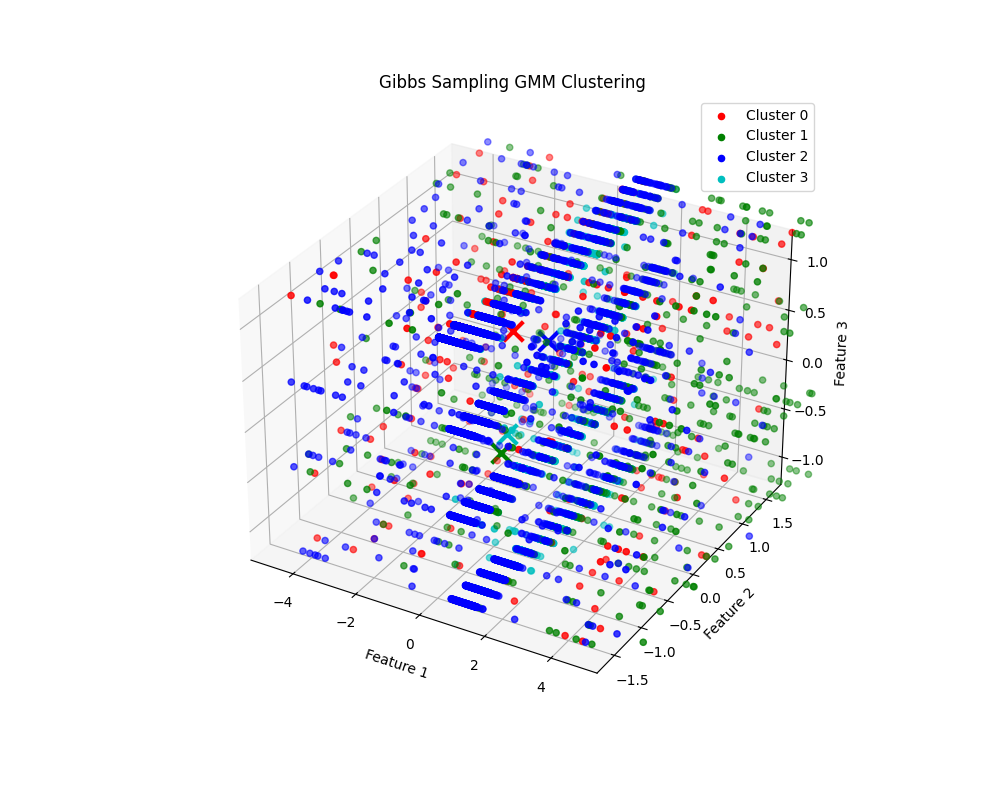 Gibbs Sampling GMM Clustering
Cluster 0
Cluster 1
Cluster 2
Cluster 3
1.0
0.5
0.0
−0.5
−1.0
Feature 3
1.5
1.0
0.5
0.0
−0.5
−1.0
−1.5
Feature 2
−4
−2
0
2
4
Feature 1